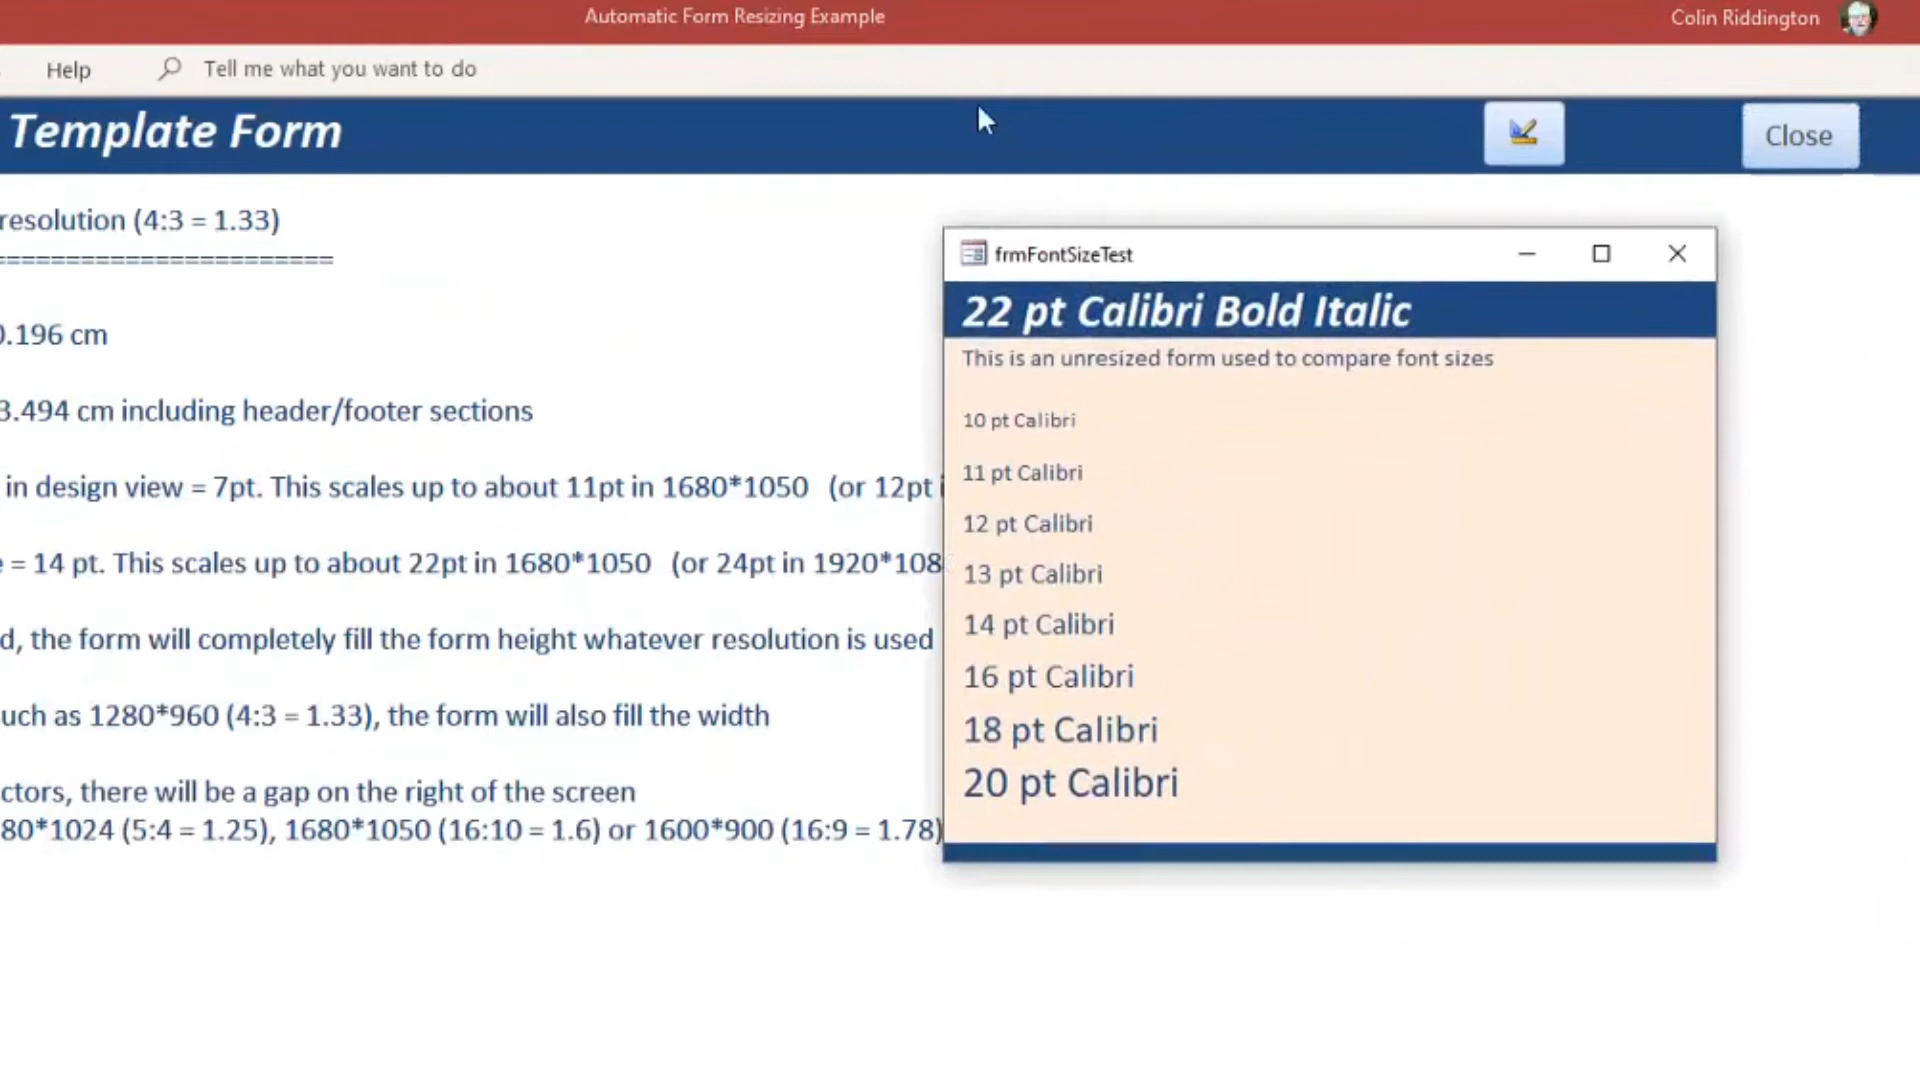 Automatic Form Resizing Example
Colin Riddington
Help
Tell me what you want to do
Template Form
Close
resolution (4:3 = 1.33)
=======================
0.196 cm
3.494 cm including header/footer sections
in design view = 7pt. This scales up to about 11pt in 1680*1050 (or 12pt i
= 14 pt. This scales up to about 22pt in 1680*1050 (or 24pt in 1920*108
d, the form will completely fill the form height whatever resolution is used
uch as 1280*960 (4:3 = 1.33), the form will also fill the width
ctors, there will be a gap on the right of the screen
80*1024 (5:4 = 1.25), 1680*1050 (16:10 = 1.6) or 1600*900 (16:9 = 1.78)
frmFontSizeTest
22 pt Calibri Bold Italic
This is an unresized form used to compare font sizes
10 pt Calibri
11 pt Calibri
12 pt Calibri
13 pt Calibri
14 pt Calibri
16 pt Calibri
18 pt Calibri
20 pt Calibri